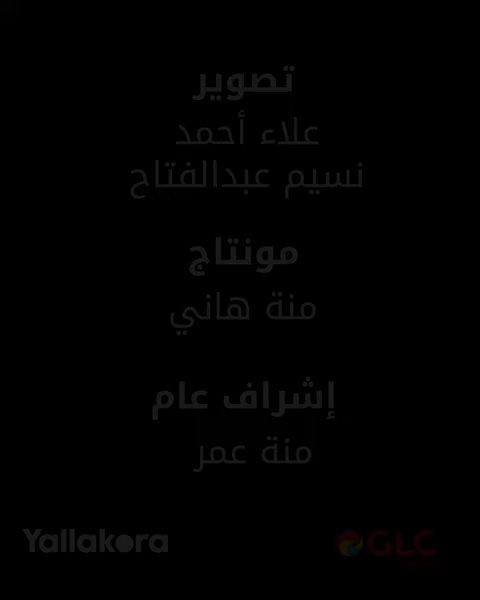 تصوير
علاء أحمد
نسيم عبدالفتاح
مونتاج
منة هاني
إشراف عام
منة عمر
Yallakora
GLC